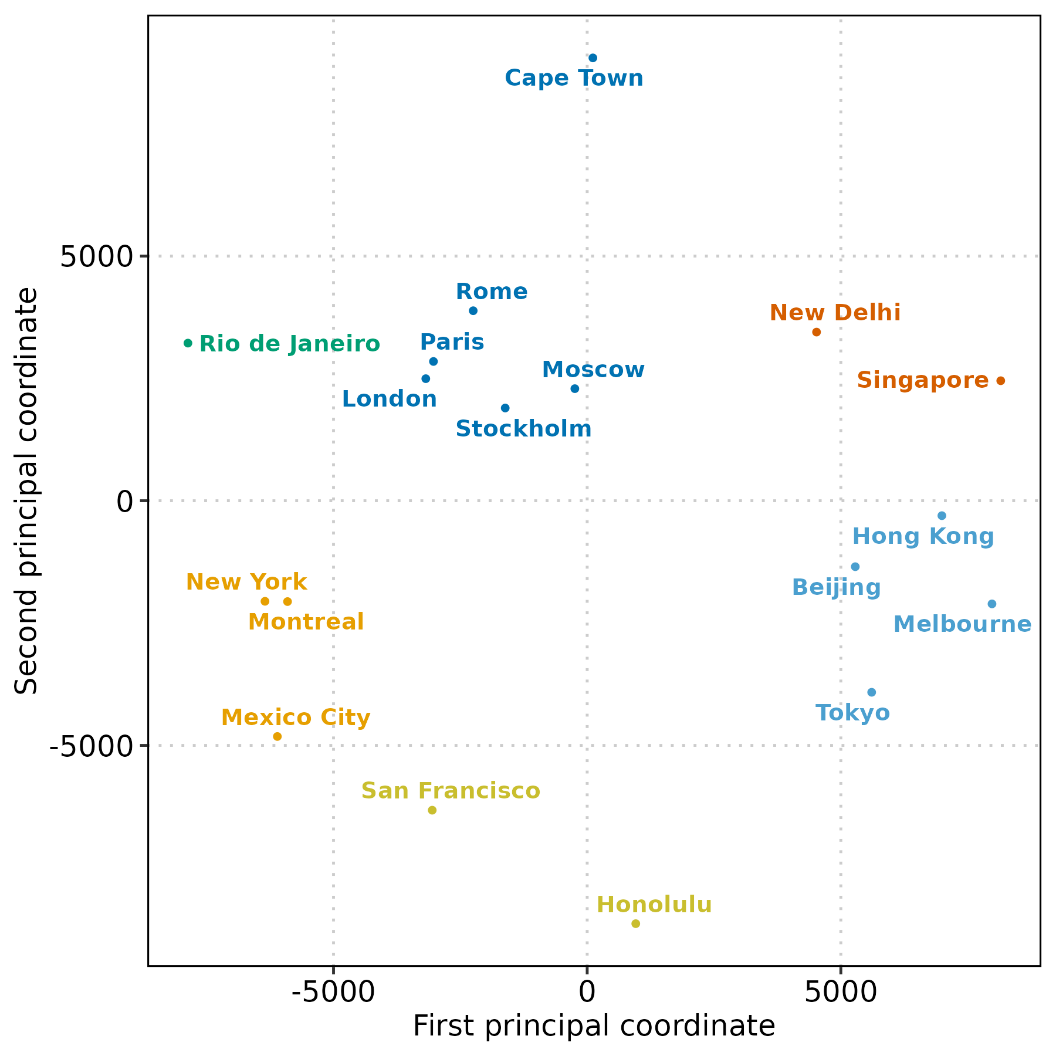 Cape Town
5000
Rome
New Delhi
Rio de Janeiro
Paris
Moscow
Singapore
London
Stockholm
Second principal coordinate
0
Hong Kong
New York
Beijing
Montreal
Melbourne
Mexico City
Tokyo
-5000
San Francisco
Honolulu
-5000 0 5000
First principal coordinate